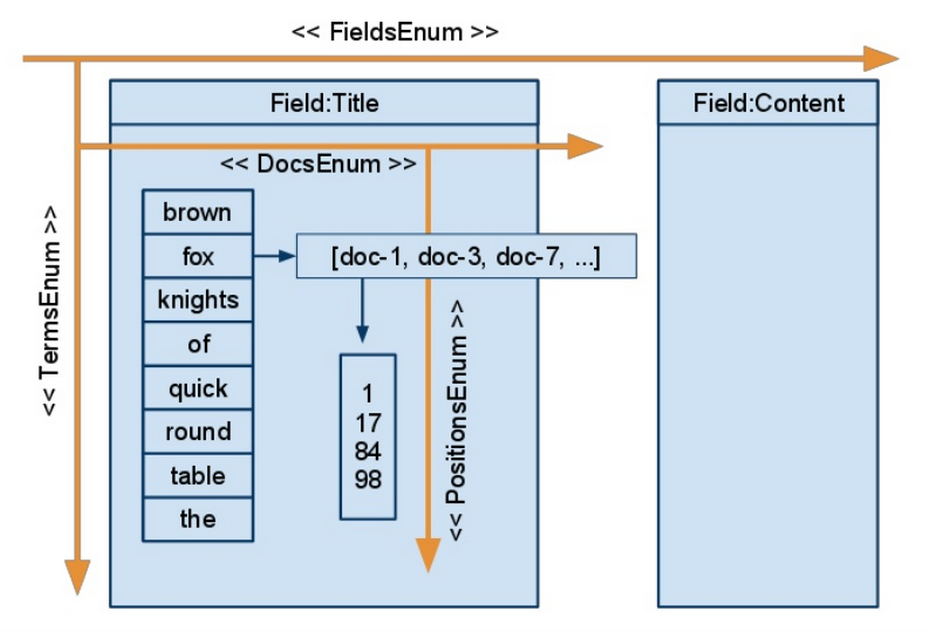 << FieldsEnum >>
Field:Title
Field:Content
<< DocsEnum >>
<< TermsEnum >>
brown
fox
knights
of
quick
round
table
the
[doc-1, doc-3, doc-7, ...]
1
17
84
98
<< PositionsEnum >>